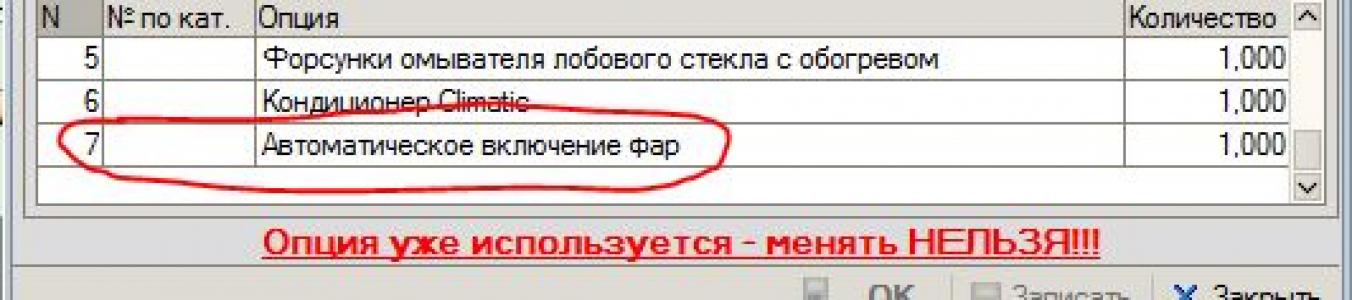 N № по кат. Опция Количество
5 Форсунки омывателя лобового стекла с обогревом 1,000
6 Кондиционер Climatic 1,000
7 Автоматическое включение фар 1,000
Опция уже используется - менять НЕЛЬЗЯ!!!
OK Записать Закрыть